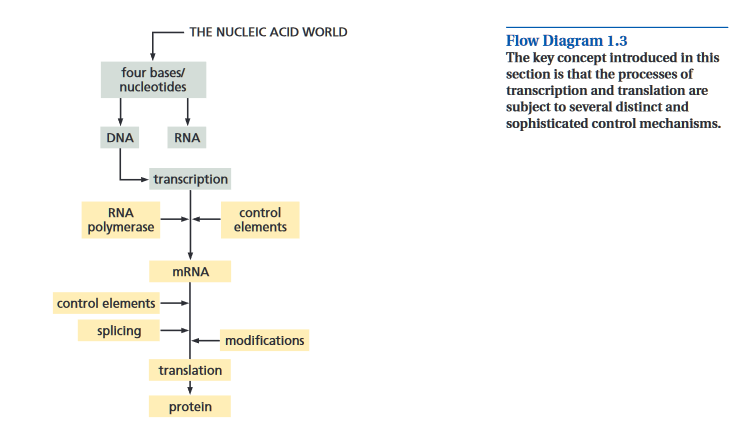 THE NUCLEIC ACID WORLD
four bases/
nucleotides
DNA
RNA
transcription
RNA
polymerase
control
elements
mRNA
control elements
splicing
modifications
translation
protein
Flow Diagram 1.3
The key concept introduced in this
section is that the processes of
transcription and translation are
subject to several distinct and
sophisticated control mechanisms.